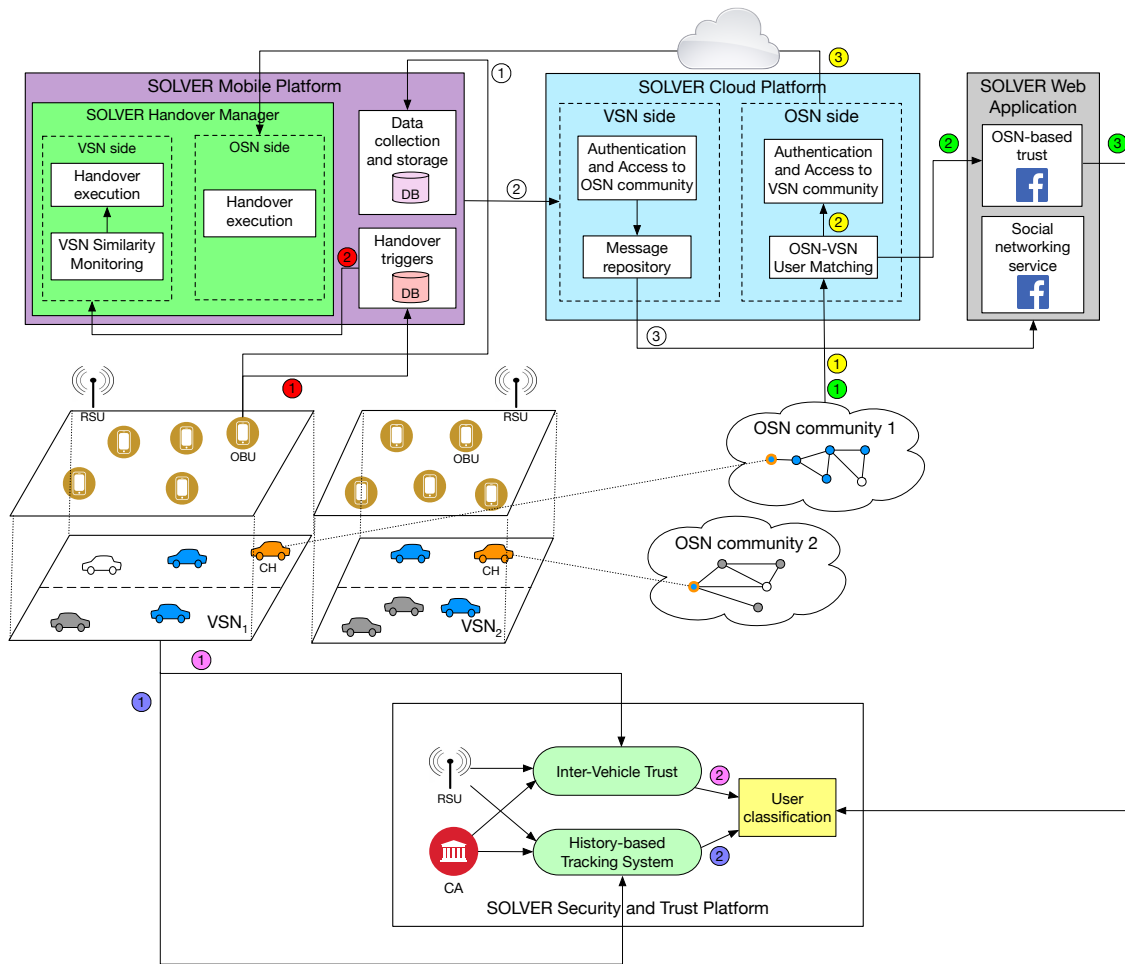 3
1
SOLVER Mobile Platform
SOLVER Cloud Platform
SOLVER Web
Application
SOLVER Handover Manager
VSN side
OSN side
Handover
execution
Handover
execution
VSN Similarity
Monitoring
Data
collection
and storage
DB
Handover
triggers
DB
2
2
VSN side
OSN side
Authentication
and Access to
OSN community
Authentication
and Access to
VSN community
Message
repository
2
OSN-VSN
User Matching
2
OSN-based
trust
3
Social
networking
service
3
1
1
1
RSU
RSU
OBU
OBU
OSN community 1
OSN community 2
CH
CH
VSN1
VSN2
1
1
RSU
CA
Inter-Vehicle Trust
History-based
Tracking System
2
2
User
classification
SOLVER Security and Trust Platform